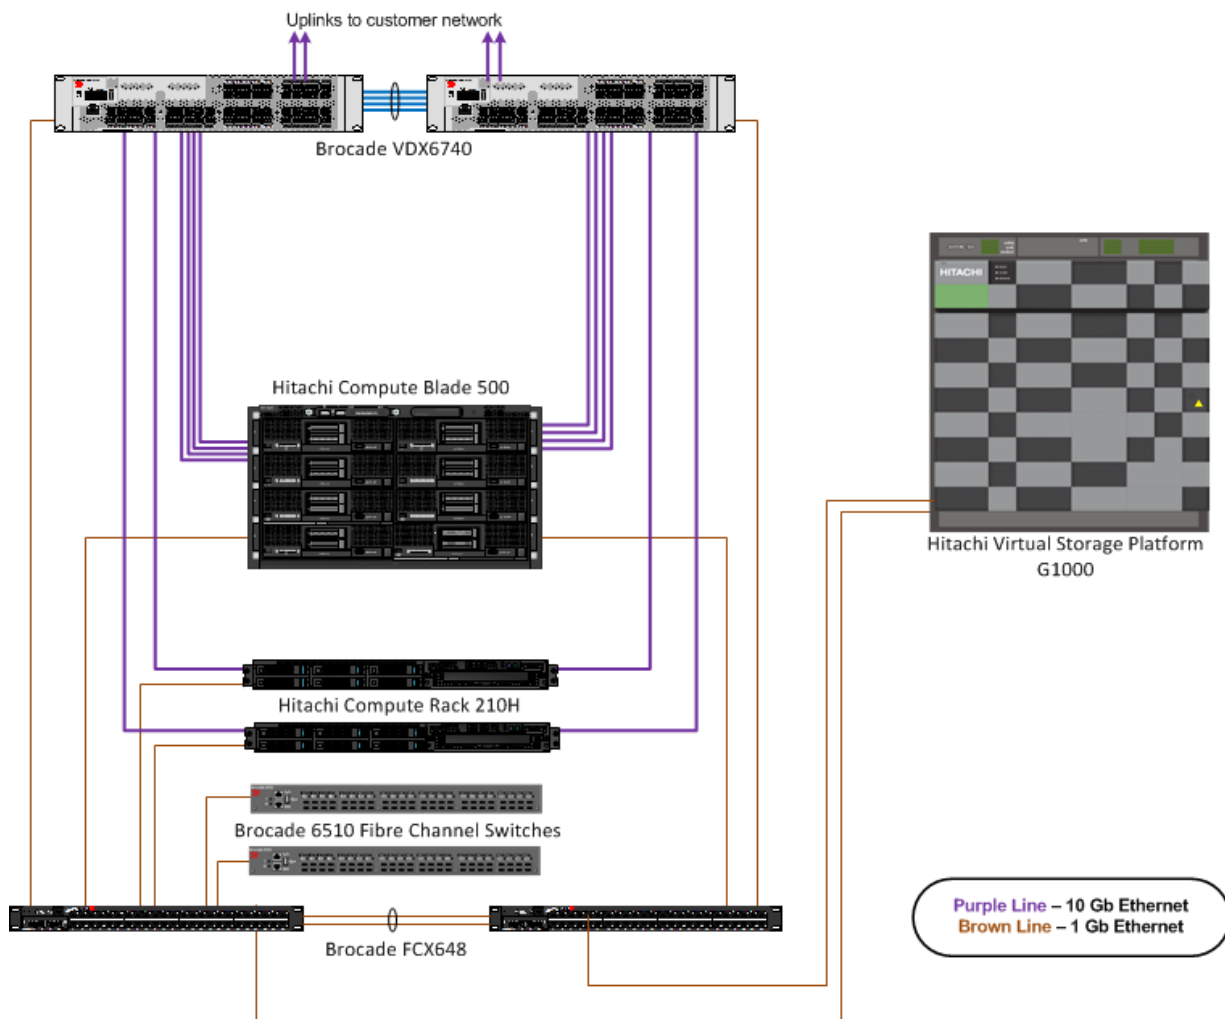 Uplinks to customer network
Brocade VDX6740
HITACHI
Hitachi Compute Blade 500
Hitachi Virtual Storage Platform
G1000
Hitachi Compute Rack 210H
Brocade 6510 Fibre Channel Switches
Purple Line – 10 Gb Ethernet
Brown Line – 1 Gb Ethernet
Brocade FCX648